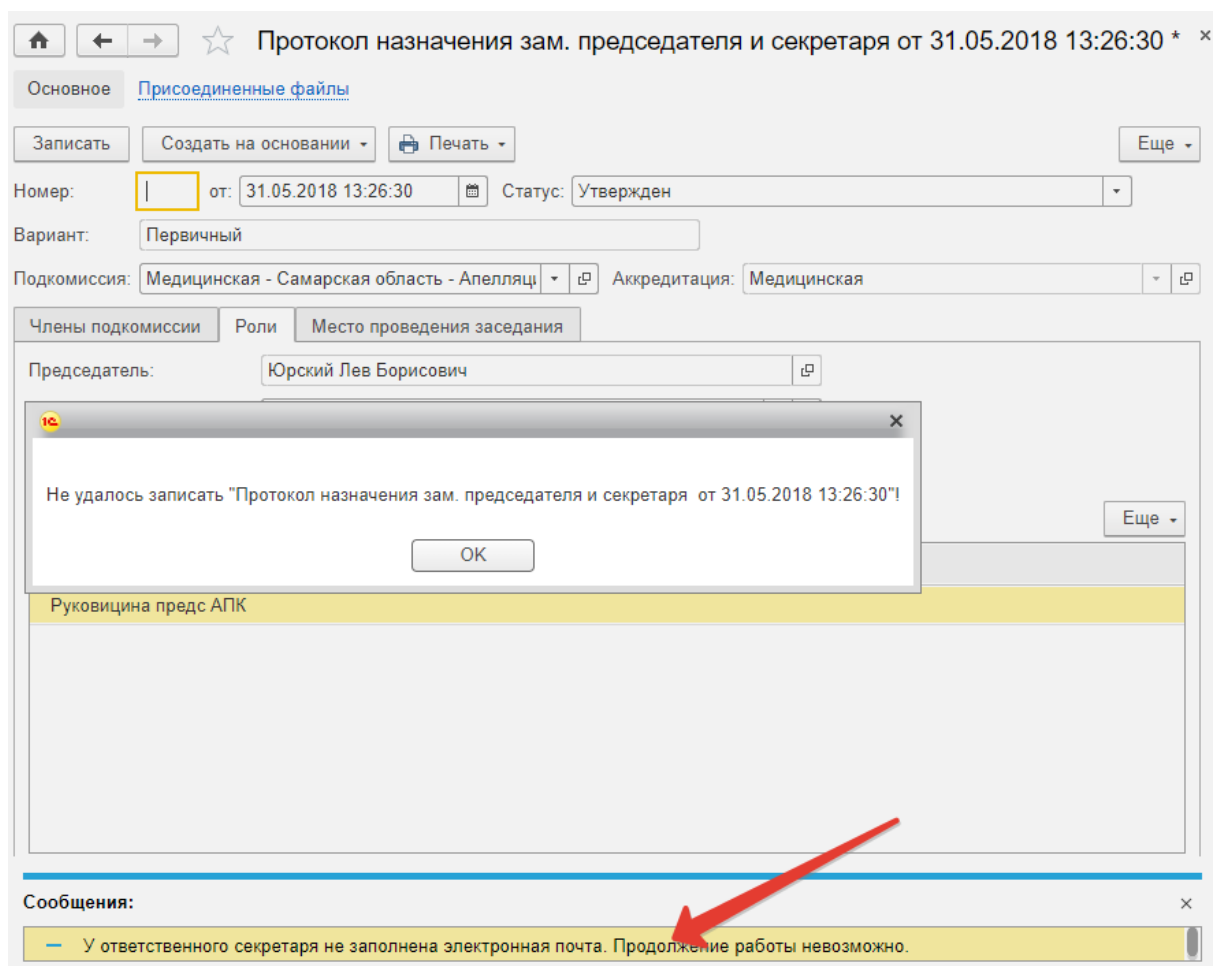 Протокол назначения зам. председателя и секретаря от 31.05.2018 13:26:30 *
Основное Присоединенные файлы
Записать Создать на основании Печать Еще
Номер: от: 31.05.2018 13:26:30 Статус: Утвержден
Вариант: Первичный
Подкомиссия: Медицинская - Самарская область - Апелляц Аккредитация: Медицинская
Члены подкомиссии Роли Место проведения заседания
Председатель: Юрский Лев Борисович
1С
Не удалось записать "Протокол назначения зам. председателя и секретаря от 31.05.2018 13:26:30"!
Еще
OK
Руковицина предс АПК
Сообщения:
У ответственного секретаря не заполнена электронная почта. Продолжение работы невозможно.